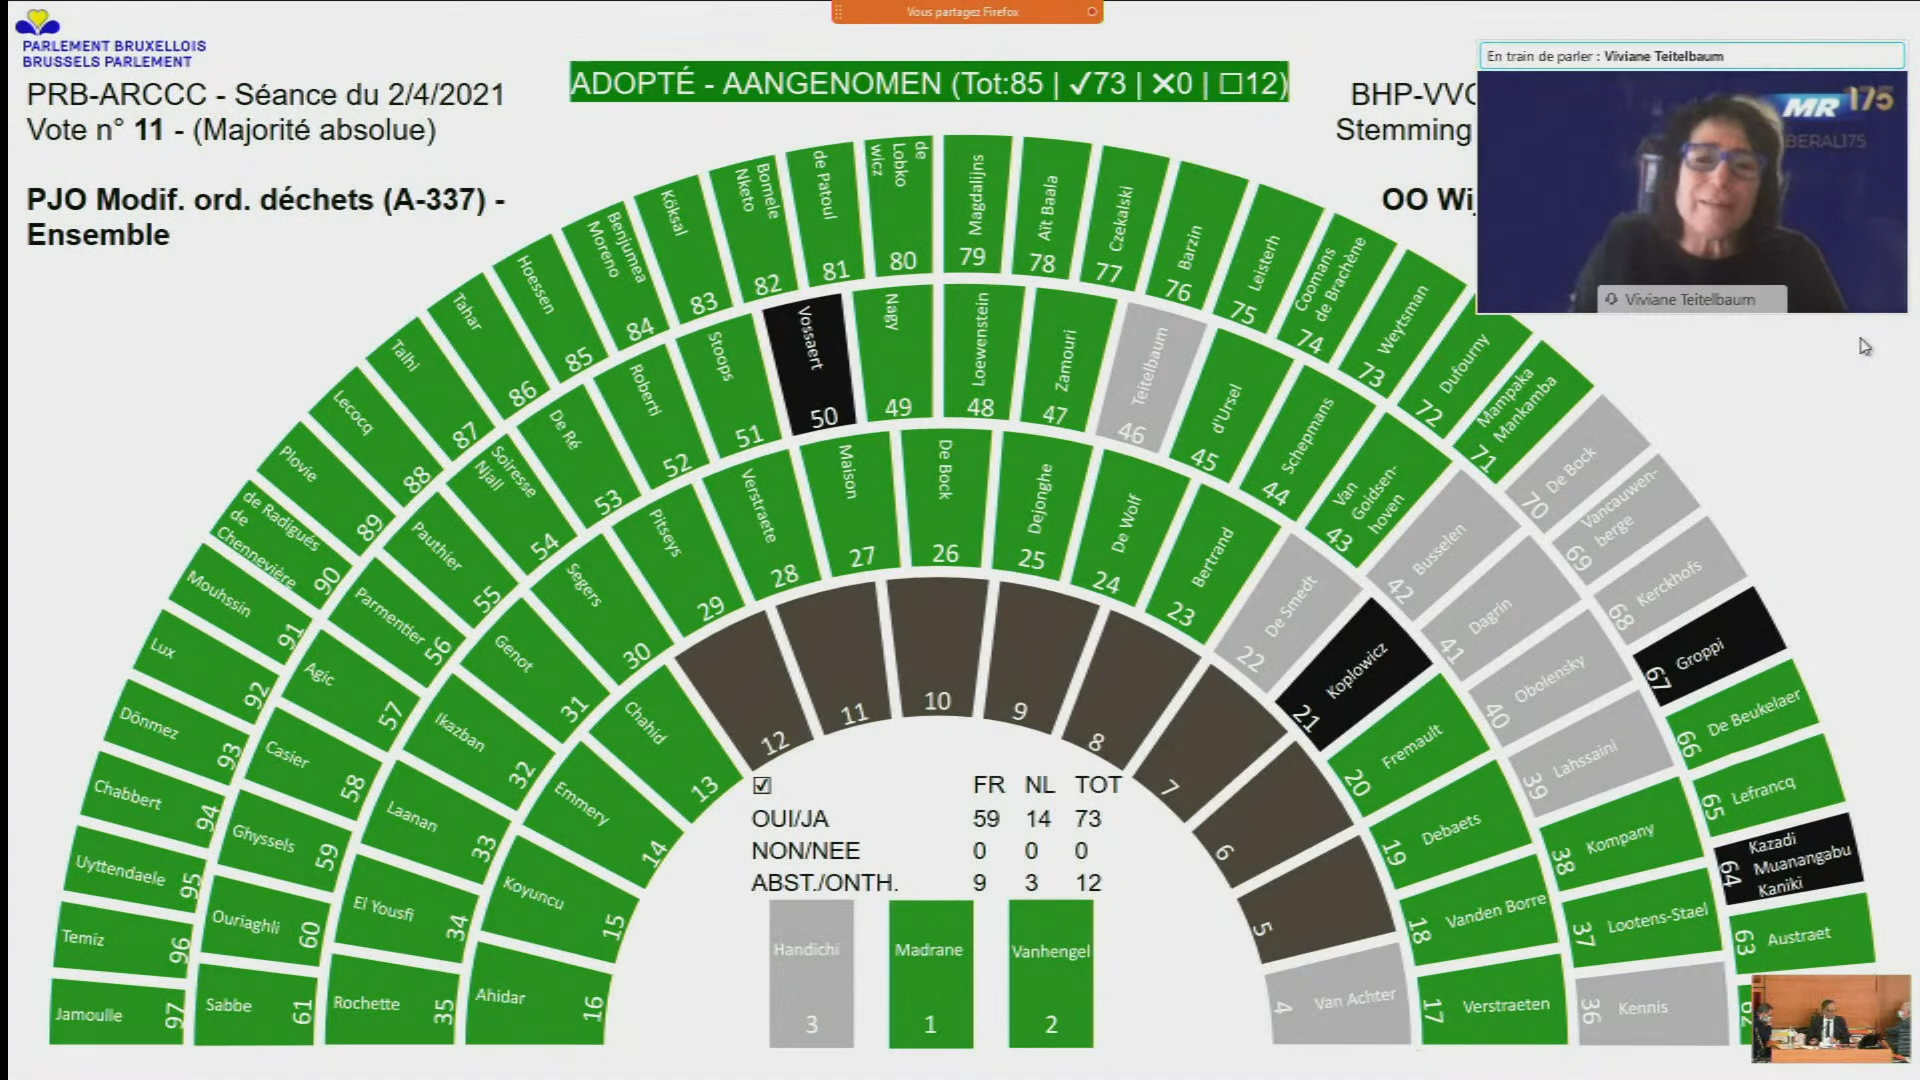 Vous partagez Firefox
PARLEMENT BRUXELLOIS
BRUSSELS PARLEMENT
PRB-ARCCC - Séance du 2/4/2021
Vote n° 11 - (Majorité absolue)
PJO Modif. ord. déchets (A-337) -
Ensemble
ADOPTÉ - AANGENOMEN (Tot:85 | ✓73 | ✕0 | ☐12)
BHP-VV
Stemming
OO Wi
En train de parler : Viviane Teitelbaum
MR 175
BERAL175
Viviane Teitelbaum
Jamoulle 97
Temiz 96
Uyttendaele 95
Chabbert 94
Dönmez 93
Lux 92
Mouhssin 91
de Radigués
de
Chennevière 90
Plovie 89
Lecocq 88
Talhi 87
Tahar 86
Hoessen 85
Benjumea
Moreno 84
Köksal 83
Bomele
Nketo 82
de Patoul 81
de
Lobko
wicz 80
Magdalijns 79
Aït Baala 78
Czekalski 77
Barzin 76
Leisterh 75
Coomans
de Brachène 74
Weytsman 73
Dufourny 72
Mampaka
Mankamba 71
De Bock 70
Vancauwen-
berge 69
Kerckhofs 68
Groppi 67
De Beukelaer 66
Lefrancq 65
Kazadi
Muanangabu
Kaniki 64
Austraet 63
Sabbe 61
Ouriaghli 60
Ghyssels 59
Casier 58
Agic 57
Parmentier 56
Pauthier 55
Soiresse
Njall 54
De Ré 53
Roberti 52
Stoops 51
Vossaert 50
Nagy 49
Loewenstein 48
Zamouri 47
Teitelbaum 46
d'Ursel 45
Schepmans 44
Van
Goidsen-
hoven 43
Busselen 42
Dagrin 41
Obolensky 40
Lahssaini 39
Kompany 38
Lootens-Stael 37
Kennis 36
Rochette 35
El Yousfi 34
Laanan 33
Ikazban 32
Genot 31
Segers 30
Pitseys 29
Verstraete 28
Maison 27
De Bock 26
Dejonghe 25
De Wolf 24
Bertrand 23
De Smedt 22
Koplowicz 21
Fremault 20
Debaets 19
Vanden Borre 18
Verstraeten 17
Ahidar 16
Koyuncu 15
Emmery 14
Chahid 13
12
11
10
9
8
7
6
5
Van Achter 4
☑ FR NL TOT
OUI/JA 59 14 73
NON/NEE 0 0 0
ABST./ONTH. 9 3 12
Handichi 3
Madrane 1
Vanhengel 2